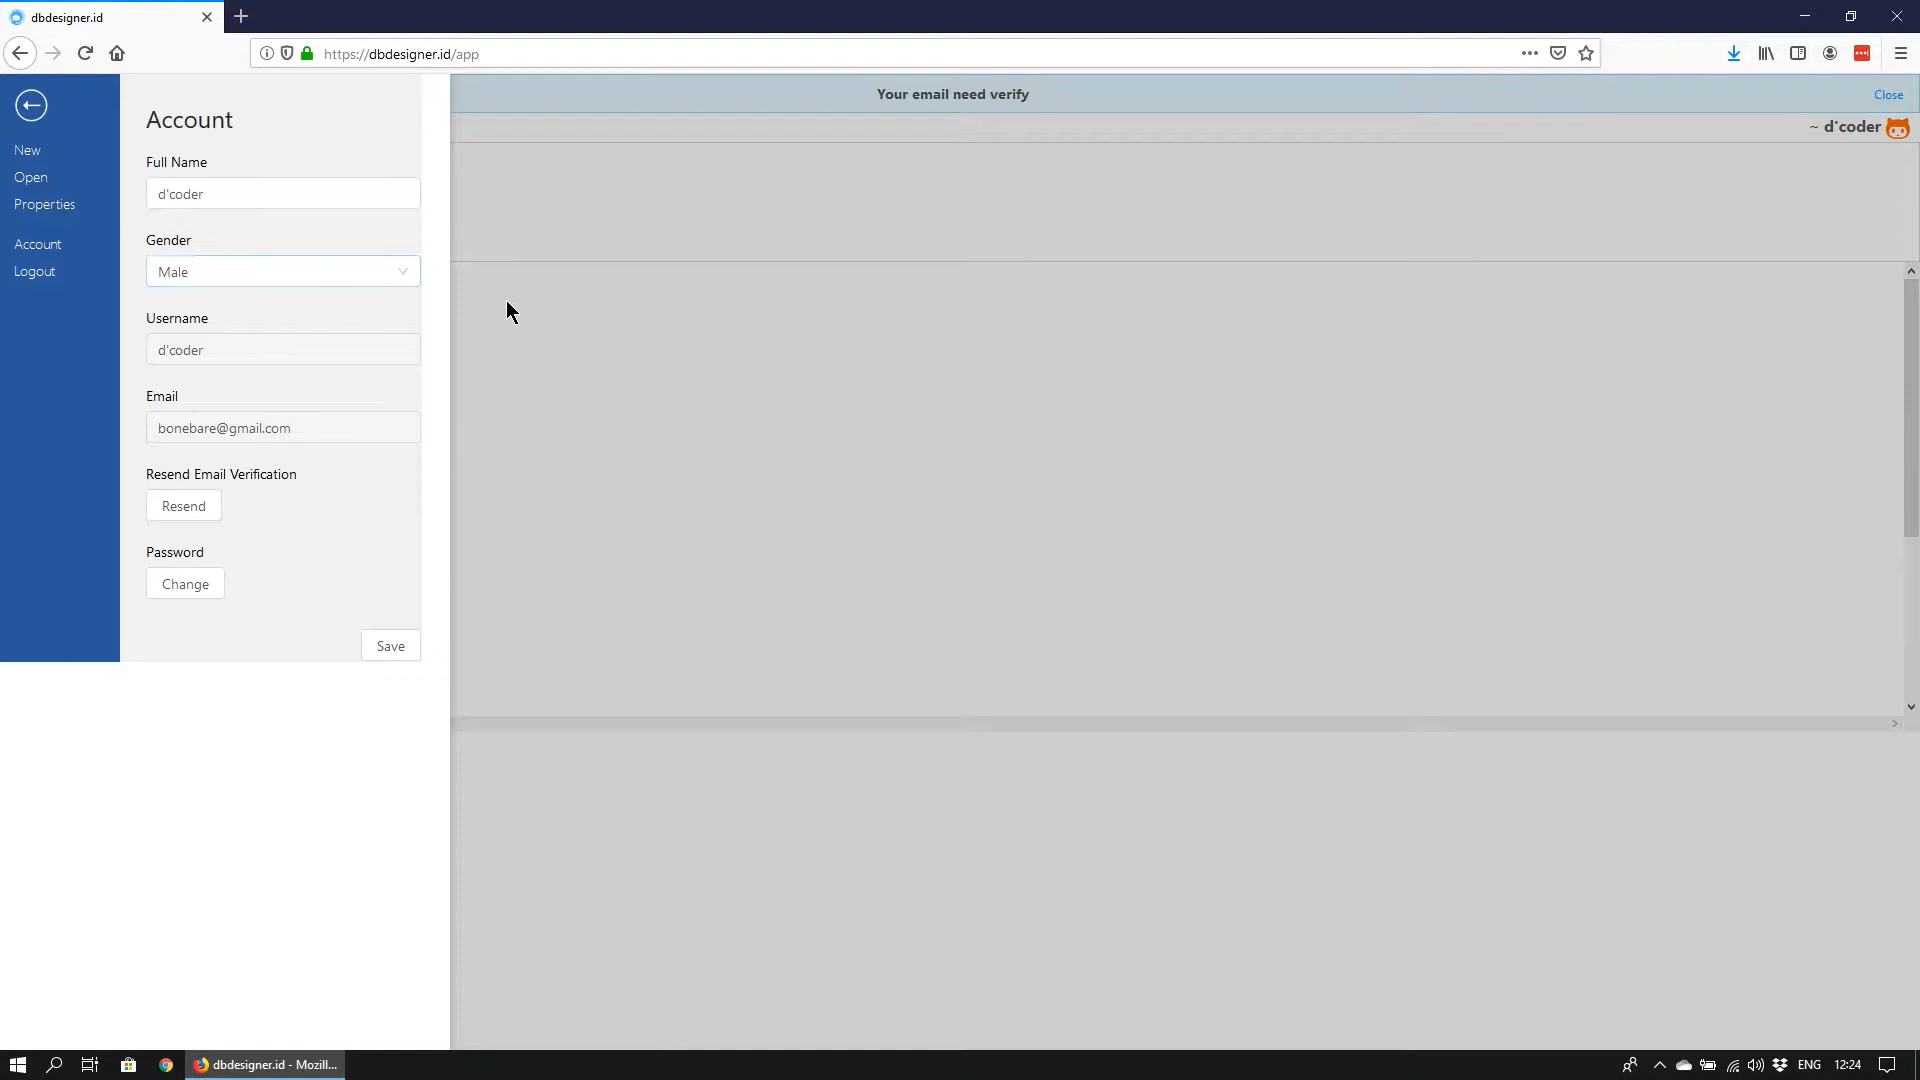 dbdesigner.id
https://dbdesigner.id/app
Your email need verify
Close
~ d'coder
New
Open
Properties
Account
Logout
Account
Full Name
d'coder
Gender
Male
Username
d'coder
Email
bonebare@gmail.com
Resend Email Verification
Resend
Password
Change
Save
dbdesigner.id - Mozill...
ENG
12:24